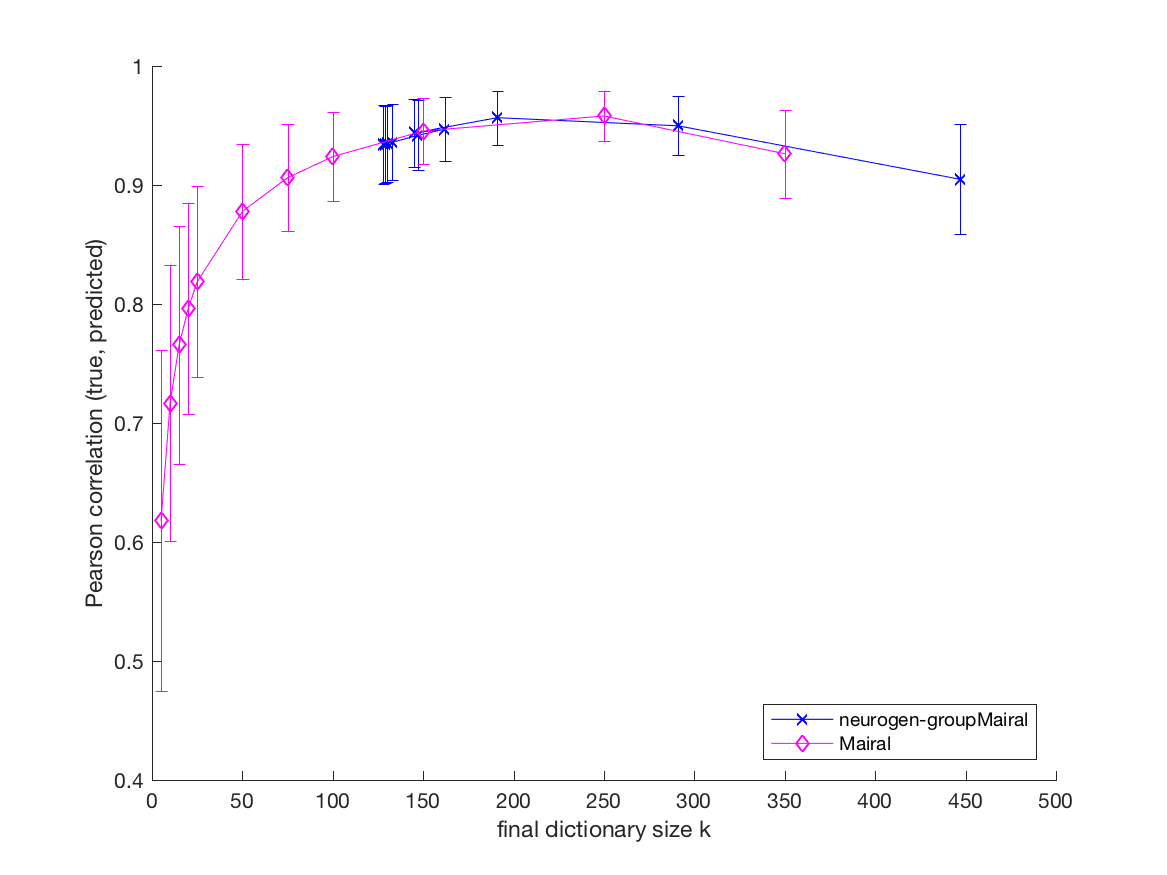 1
0.9
0.8
0.7
0.6
0.5
0.4
Pearson correlation (true, predicted)
0 50 100 150 200 250 300 350 400 450 500
final dictionary size k
neurogen-groupMairal
Mairal